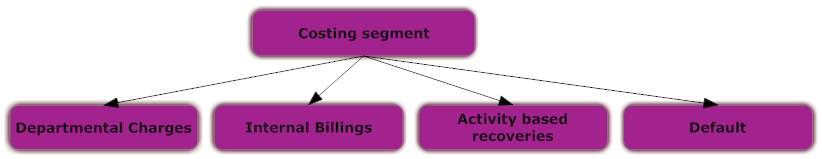 Costing segment
Departmental Charges
Internal Billings
Activity based
recoveries
Default